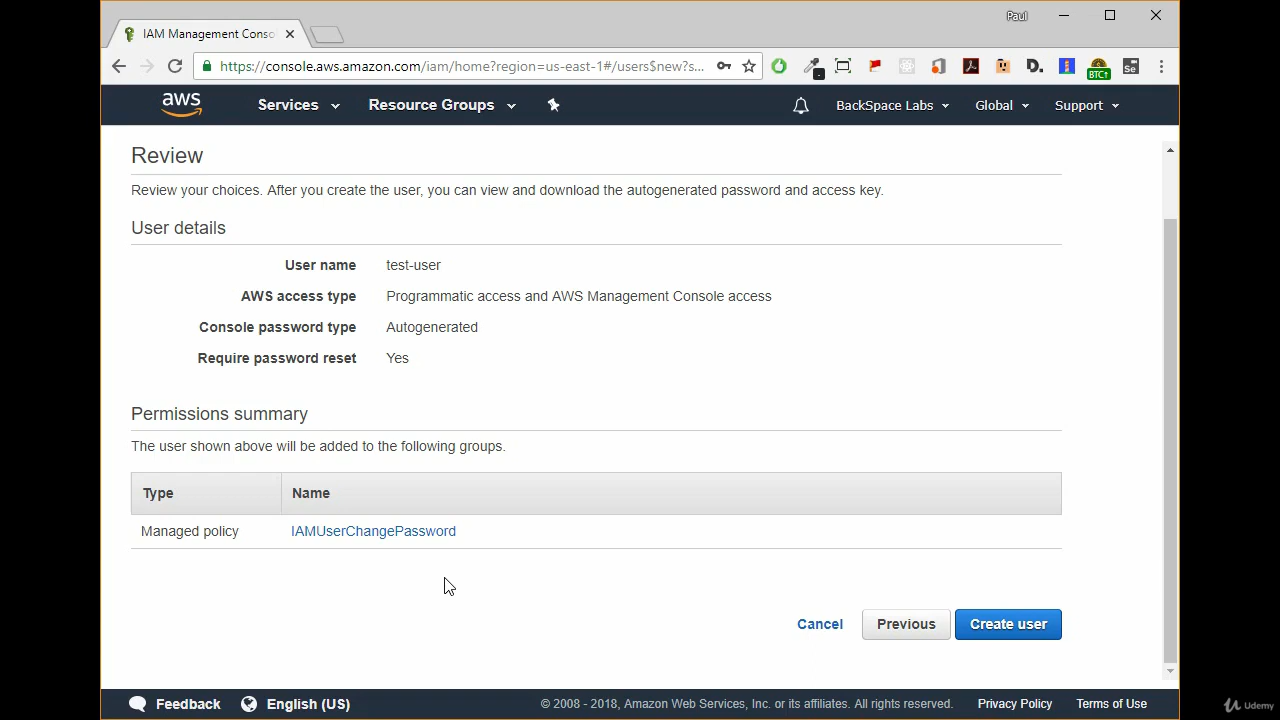 Paul
IAM Management Conso
https://console.aws.amazon.com/iam/home?region=us-east-1#/users$new?s...
D.
BTC↑
Se
aws
Services
Resource Groups
BackSpace Labs
Global
Support
Review
Review your choices. After you create the user, you can view and download the autogenerated password and access key.
User details
User name test-user
AWS access type Programmatic access and AWS Management Console access
Console password type Autogenerated
Require password reset Yes
Permissions summary
The user shown above will be added to the following groups.
Type Name
Managed policy IAMUserChangePassword
Cancel Previous Create user
Feedback English (US) © 2008 - 2018, Amazon Web Services, Inc. or its affiliates. All rights reserved. Privacy Policy Terms of Use
Udemy